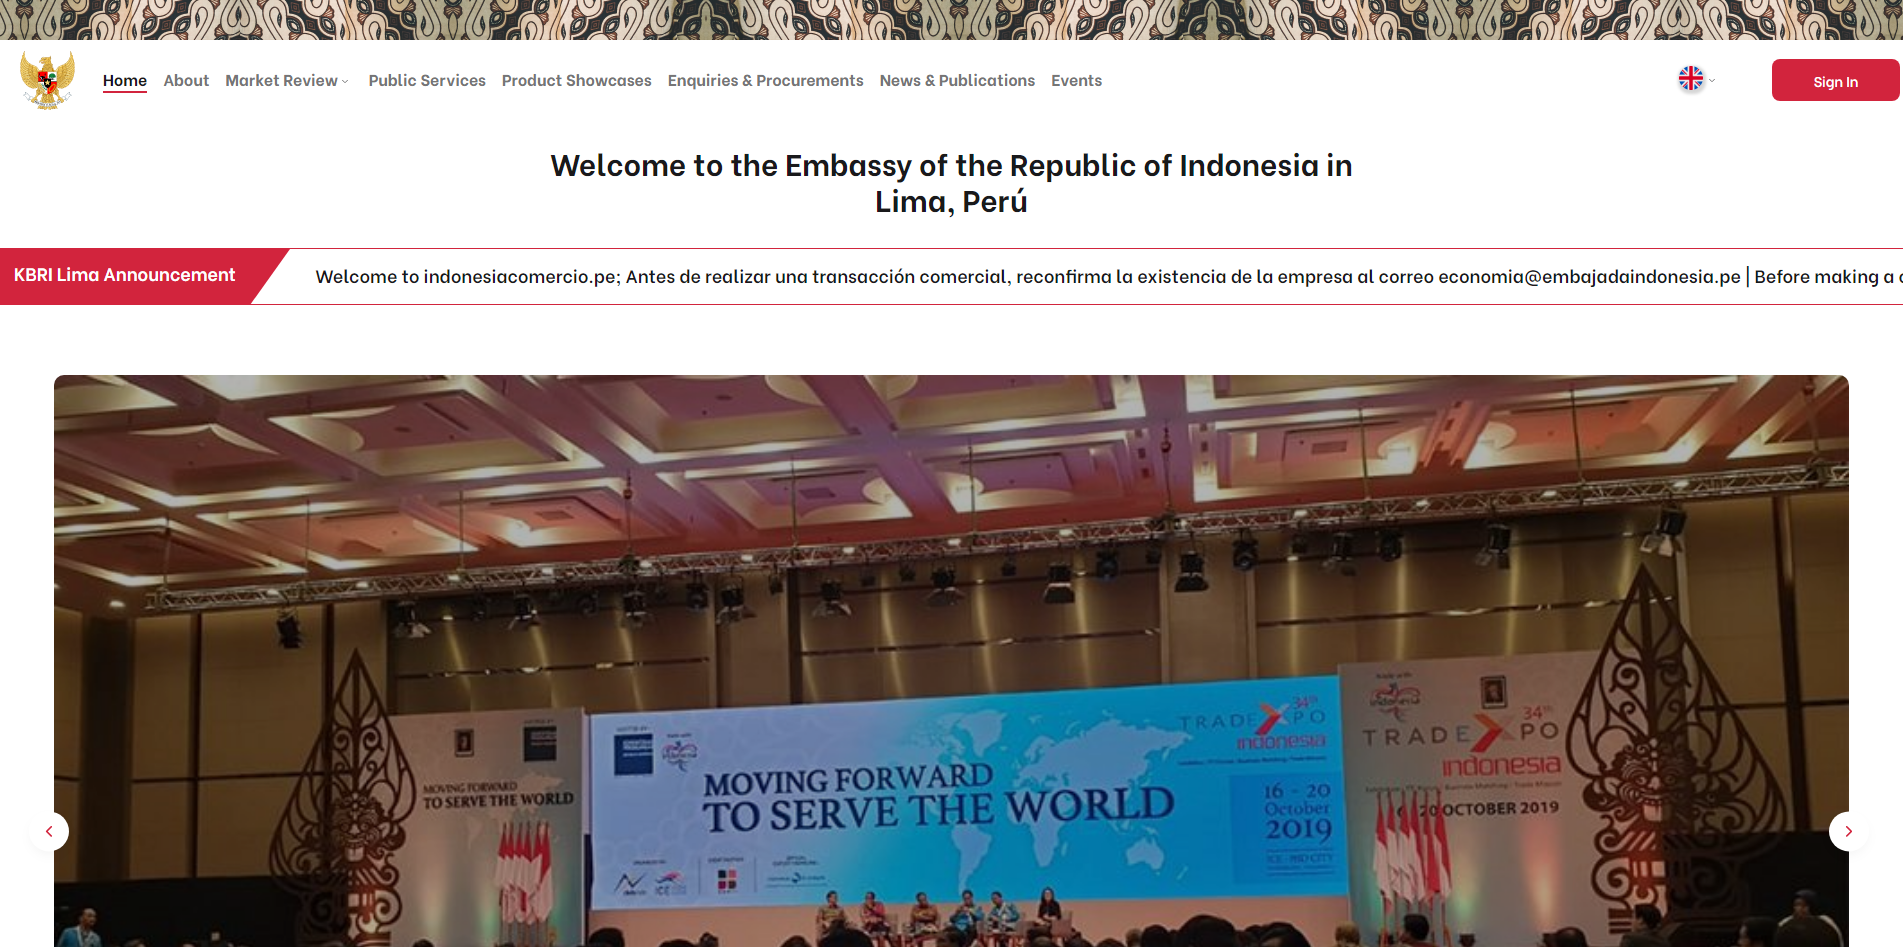 Home About Market Review Public Services Product Showcases Enquiries & Procurements News & Publications Events
Sign In
Welcome to the Embassy of the Republic of Indonesia in
Lima, Perú
KBRI Lima Announcement
Welcome to indonesiacomercio.pe; Antes de realizar una transacción comercial, reconfirma la existencia de la empresa al correo economia@embajadaindonesia.pe | Before making a c
MOVING FORWARD
TO SERVE THE WORLD
MOVING FORWARD
TO SERVE THE WORLD
34th
TRADE XPO
indonesia
16 - 20
October
2019
ICE - BSD CITY
indonesia
34th
TRADE XPO
indonesia
20 OCTOBER 2019